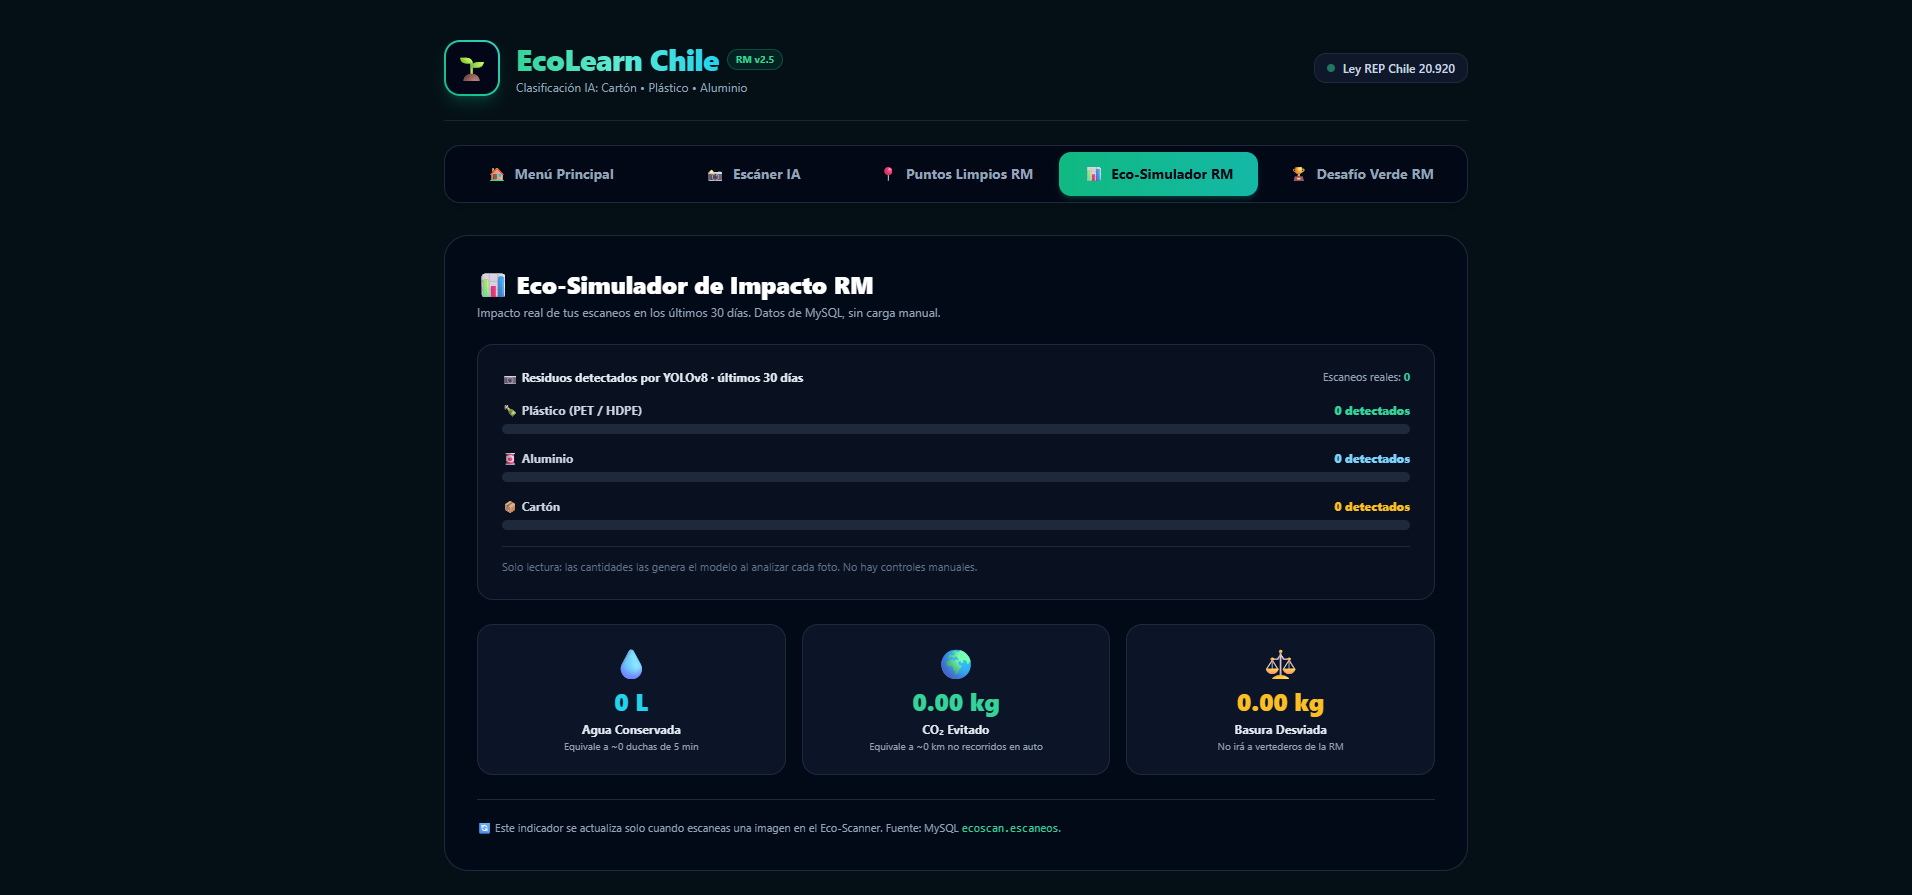 EcoLearn Chile RM v2.5
Clasificación IA: Cartón • Plástico • Aluminio
Ley REP Chile 20.920
Menú Principal
Escáner IA
Puntos Limpios RM
Eco-Simulador RM
Desafío Verde RM
Eco-Simulador de Impacto RM
Impacto real de tus escaneos en los últimos 30 días. Datos de MySQL, sin carga manual.
Residuos detectados por YOLOv8 · últimos 30 días
Escaneos reales: 0
Plástico (PET / HDPE)
0 detectados
Aluminio
0 detectados
Cartón
0 detectados
Solo lectura: las cantidades las genera el modelo al analizar cada foto. No hay controles manuales.
0 L
Agua Conservada
Equivale a ~0 duchas de 5 min
0.00 kg
CO₂ Evitado
Equivale a ~0 km no recorridos en auto
0.00 kg
Basura Desviada
No irá a vertederos de la RM
Este indicador se actualiza solo cuando escaneas una imagen en el Eco-Scanner. Fuente: MySQL ecoscan.escaneos.